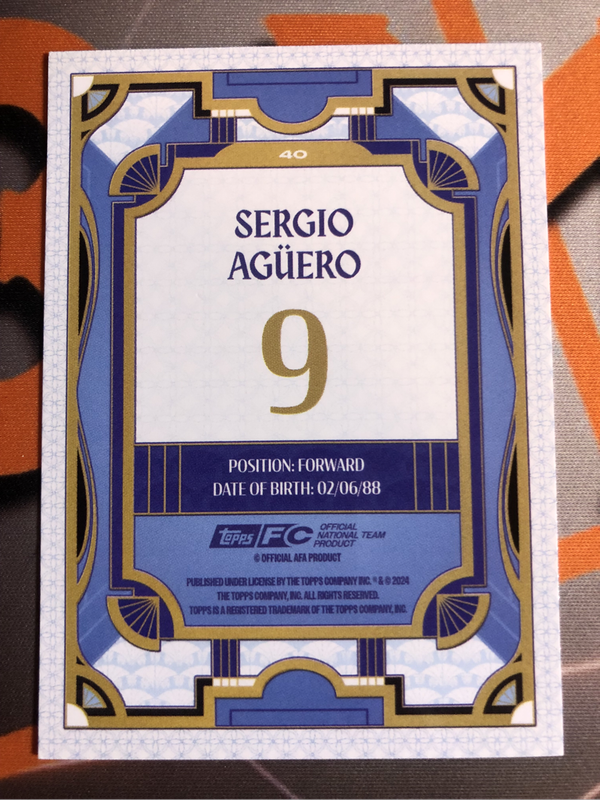 40
SERGIO
AGÜERO
9
POSITION: FORWARD
DATE OF BIRTH: 02/06/88
Topps FC OFFICIAL
NATIONAL TEAM
PRODUCT
© OFFICIAL AFA PRODUCT
PUBLISHED UNDER LICENSE BY THE TOPPS COMPANY INC. ® & © 2024
THE TOPPS COMPANY, INC. ALL RIGHTS RESERVED.
TOPPS IS A REGISTERED TRADEMARK OF THE TOPPS COMPANY, INC.